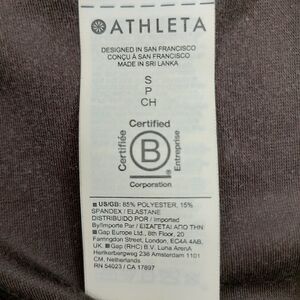 ATHLETA
DESIGNED IN SAN FRANCISCO
CONÇU À SAN FRANCISCO
MADE IN SRI LANKA
S
P
CH
Certified
Certifiée
B
Entreprise
Corporation
US/GB: 85% POLYESTER, 15%
SPANDEX / ELASTANE
DISTRIBUIDO POR / Imported
By/Importe Par / ΕΙΣΑΓΕΤΑΙ ΑΠΟ ΤΗΝ
Gap Europe Ltd., 8th Floor, 20
Farringdon Street, London, EC4A 4AB,
UK. Gap (RHC) B.V. Luna ArenA
Herikerbergweg 236 Amsterdam 1101
CM, Netherlands
RN 54023 / CA 17897